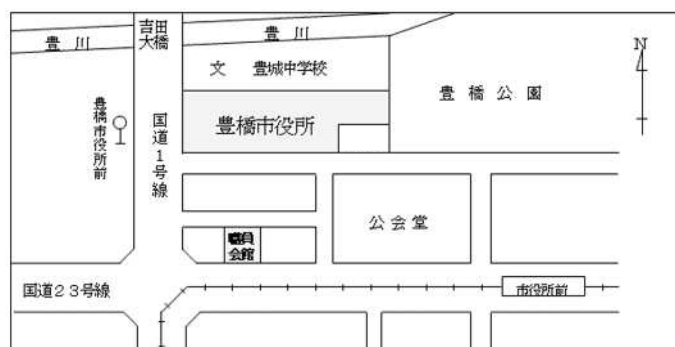 吉田
大橋
豊川
豊川
N
文 豊城中学校
豊橋公園
豊橋市役所前
国道1号線
豊橋市役所
公会堂
職員
会館
国道23号線
市役所前